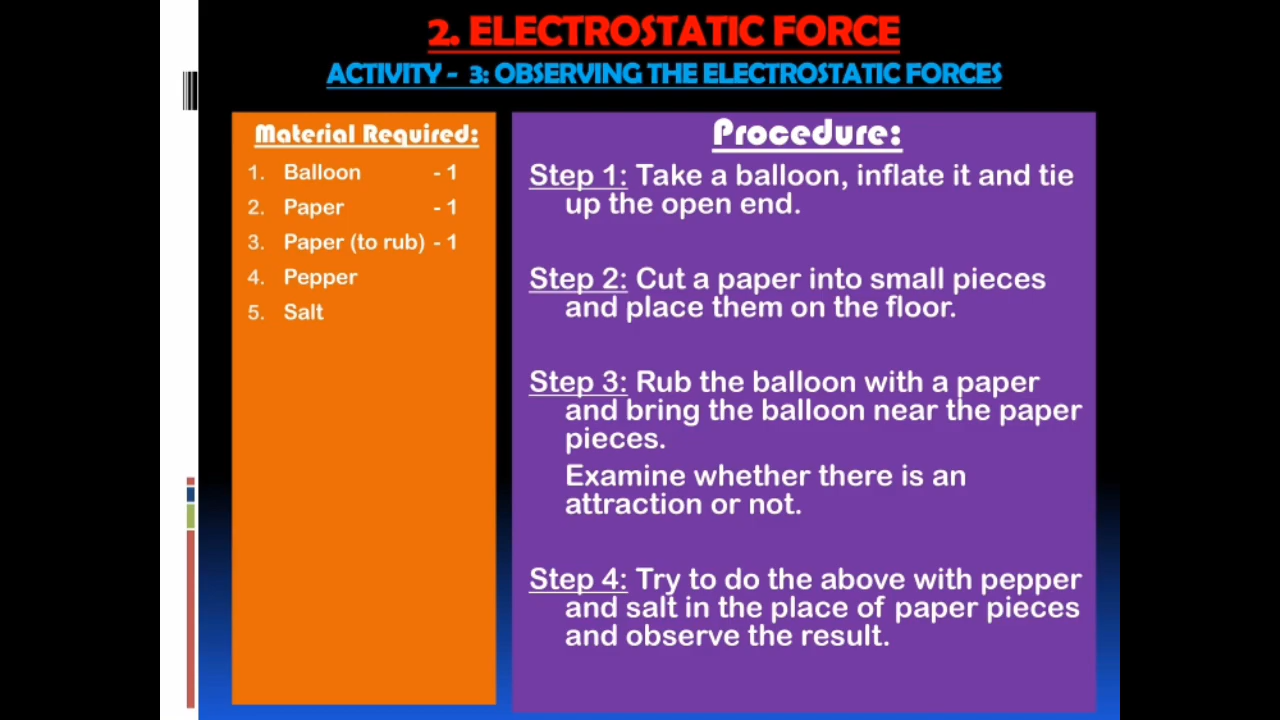 2. ELECTROSTATIC FORCE
ACTIVITY - 3: OBSERVING THE ELECTROSTATIC FORCES
Material Required:
1. Balloon - 1
2. Paper - 1
3. Paper (to rub) - 1
4. Pepper
5. Salt
Procedure:
Step 1: Take a balloon, inflate it and tie
up the open end.
Step 2: Cut a paper into small pieces
and place them on the floor.
Step 3: Rub the balloon with a paper
and bring the balloon near the paper
pieces.
Examine whether there is an
attraction or not.
Step 4: Try to do the above with pepper
and salt in the place of paper pieces
and observe the result.